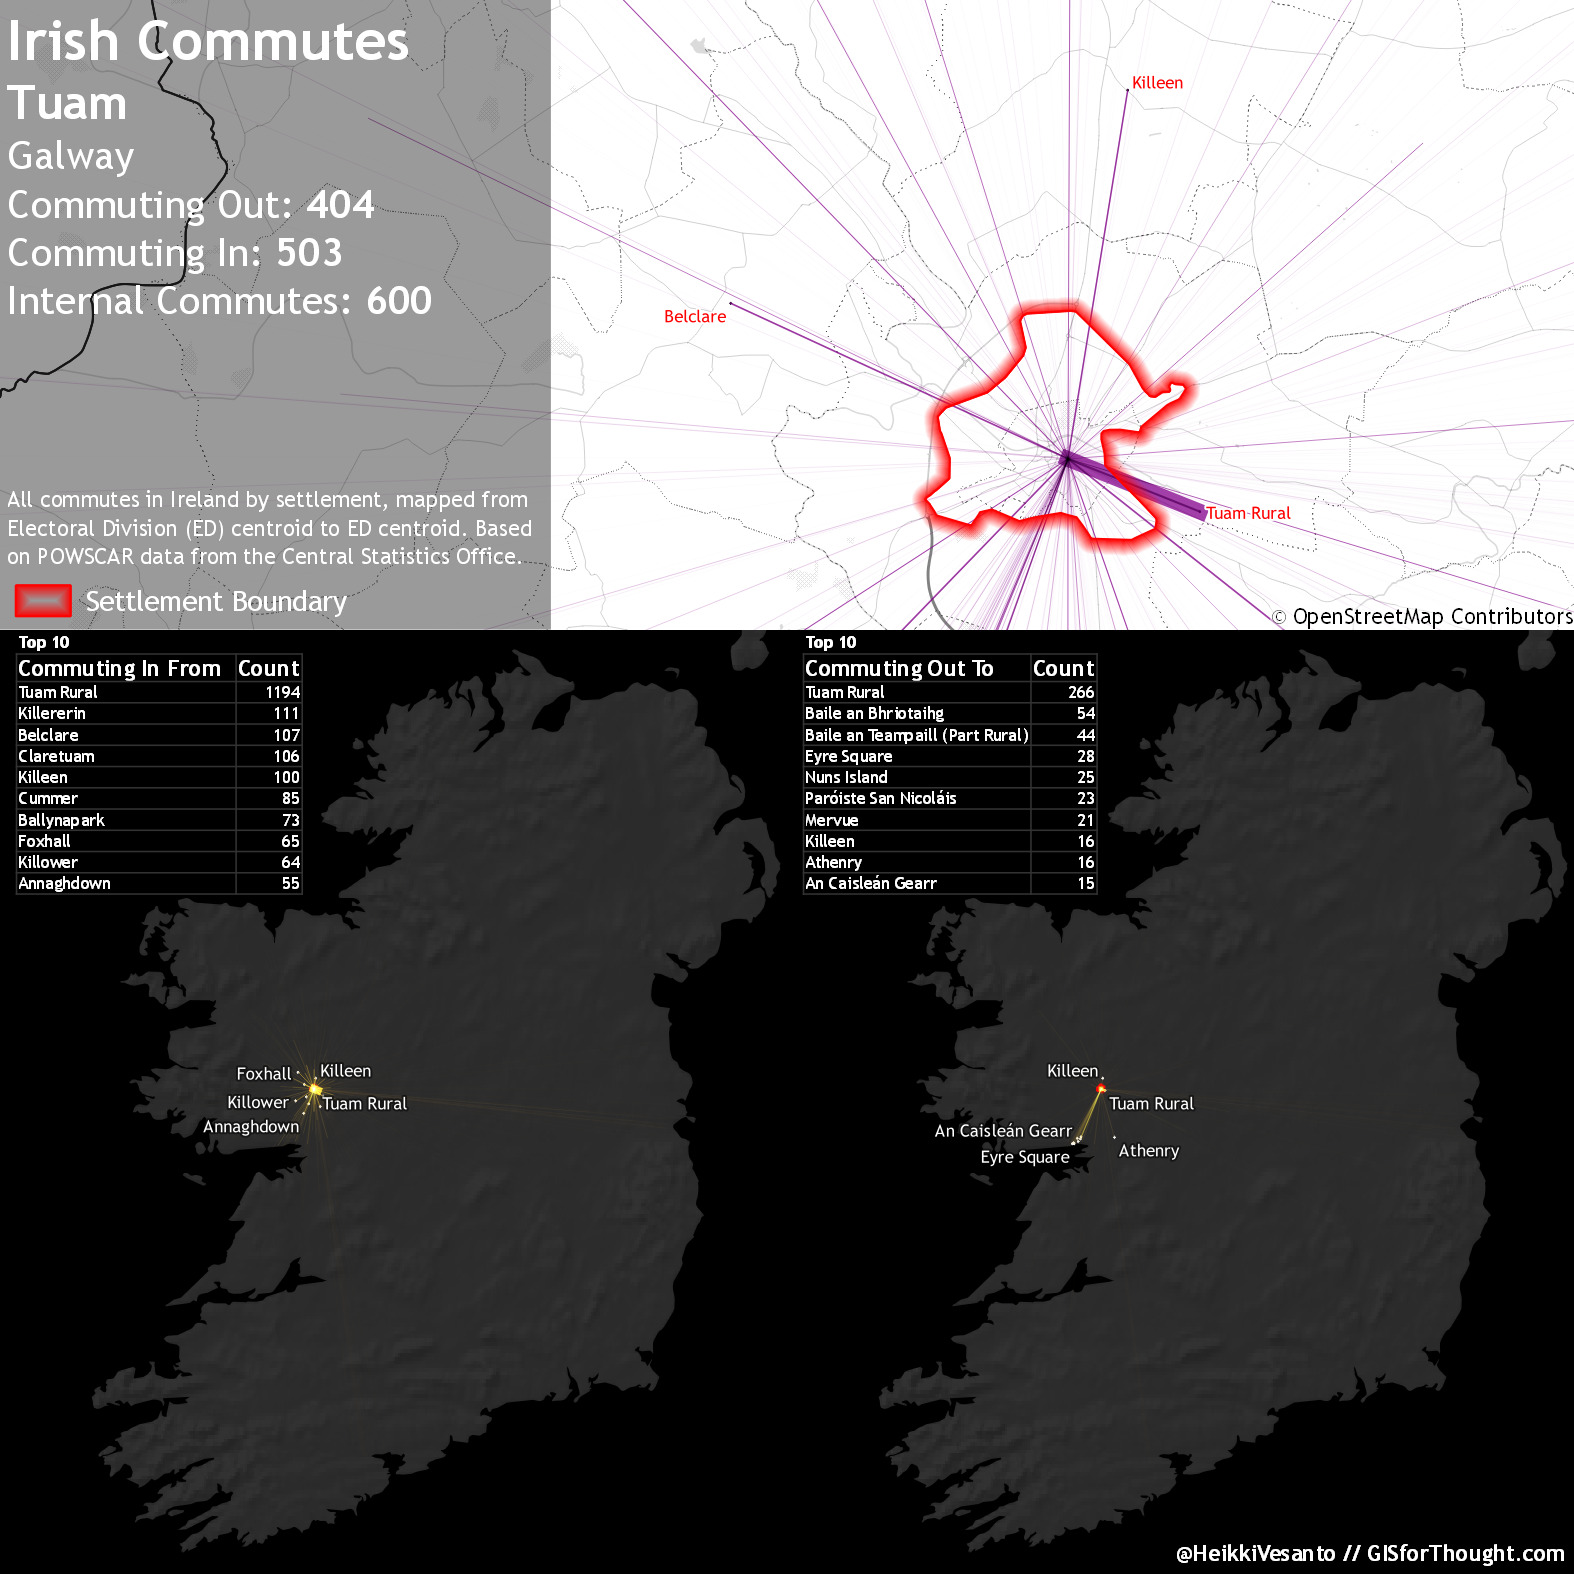 Irish Commutes
Tuam
Galway
Commuting Out: 404
Commuting In: 503
Internal Commutes: 600
All commutes in Ireland by settlement, mapped from
Electoral Division (ED) centroid to ED centroid. Based
on POWSCAR data from the Central Statistics Office.
Settlement Boundary
Killeen
Belclare
Tuam Rural
© OpenStreetMap Contributors
Top 10
Commuting In From Count
Tuam Rural 1194
Killererin 111
Belclare 107
Claretuam 106
Killeen 100
Cummer 85
Ballynapark 73
Foxhall 65
Killower 64
Annaghdown 55
Top 10
Commuting Out To Count
Tuam Rural 266
Baile an Bhriotaihg 54
Baile an Teampaill (Part Rural) 44
Eyre Square 28
Nuns Island 25
Paróiste San Nicoláis 23
Mervue 21
Killeen 16
Athenry 16
An Caisleán Gearr 15
Foxhall
Killeen
Killower
Tuam Rural
Annaghdown
Killeen
Tuam Rural
An Caisleán Gearr
Eyre Square
Athenry
@HeikkiVesanto // GISforThought.com